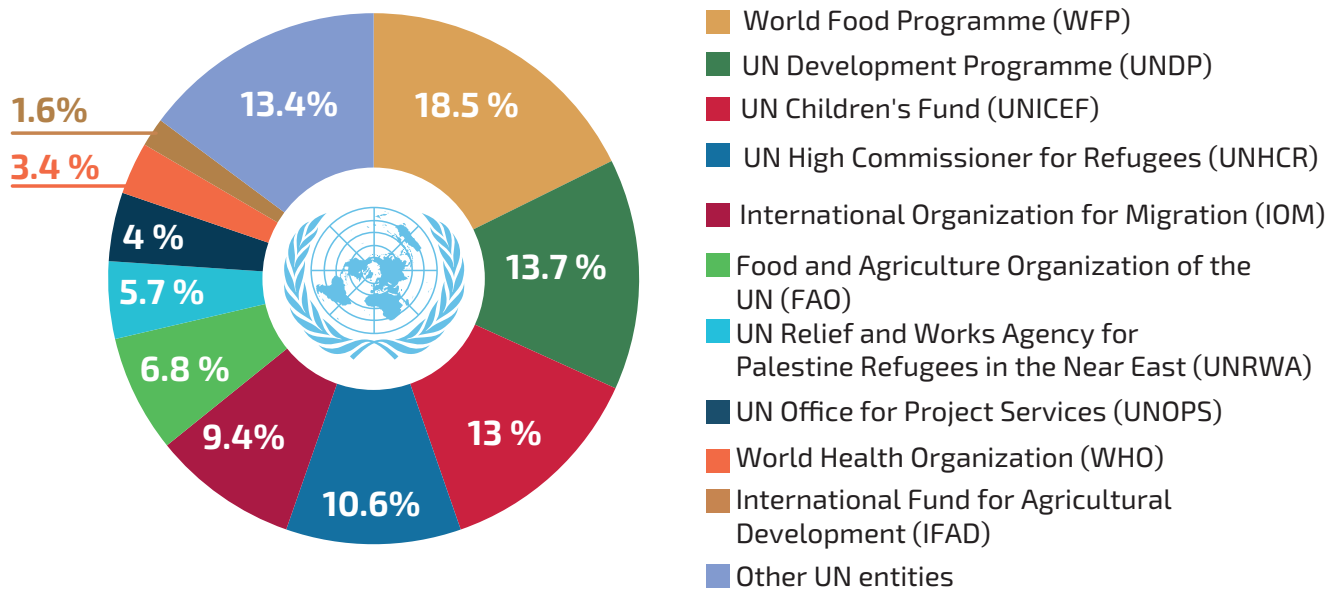 18.5 %
13.7 %
13 %
10.6%
9.4%
6.8 %
5.7 %
4 %
3.4 %
1.6%
13.4%
World Food Programme (WFP)
UN Development Programme (UNDP)
UN Children's Fund (UNICEF)
UN High Commissioner for Refugees (UNHCR)
International Organization for Migration (IOM)
Food and Agriculture Organization of the
UN (FAO)
UN Relief and Works Agency for
Palestine Refugees in the Near East (UNRWA)
UN Office for Project Services (UNOPS)
World Health Organization (WHO)
International Fund for Agricultural
Development (IFAD)
Other UN entities